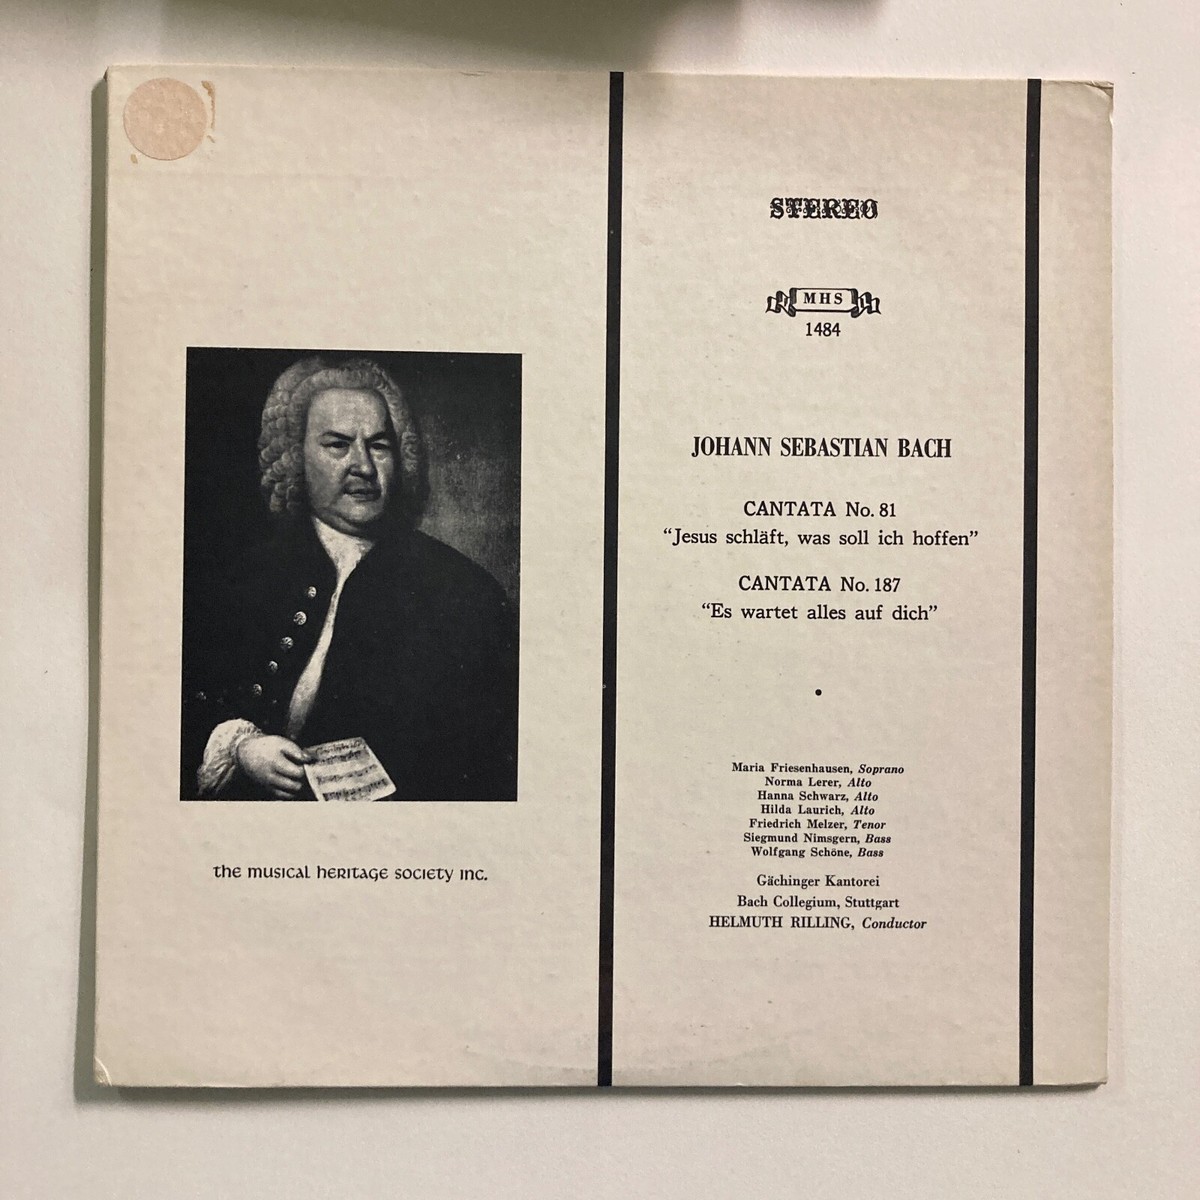 STEREO
MHS
1484
JOHANN SEBASTIAN BACH
CANTATA No. 81
“Jesus schläft, was soll ich hoffen”
CANTATA No. 187
“Es wartet alles auf dich”
Maria Friesenhausen, Soprano
Norma Lerer, Alto
Hanna Schwarz, Alto
Hilda Laurich, Alto
Friedrich Melzer, Tenor
Siegmund Nimsgern, Bass
Wolfgang Schöne, Bass
Gächinger Kantorei
Bach Collegium, Stuttgart
HELMUTH RILLING, Conductor
the musical heritage society inc.